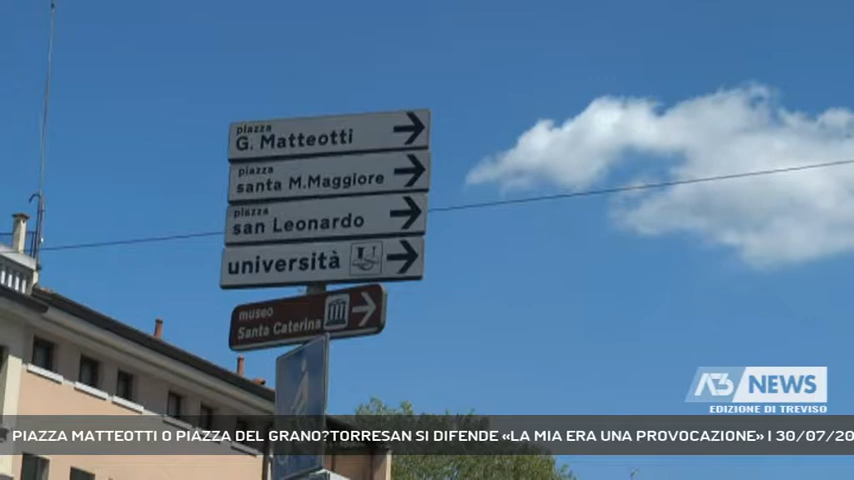 piazza
G. Matteotti
piazza
santa M.Maggiore
piazza
san Leonardo
università
museo
Santa Caterina
A3 NEWS
EDIZIONE DI TREVISO
PIAZZA MATTEOTTI O PIAZZA DEL GRANO?TORRESAN SI DIFENDE «LA MIA ERA UNA PROVOCAZIONE» | 30/07/20